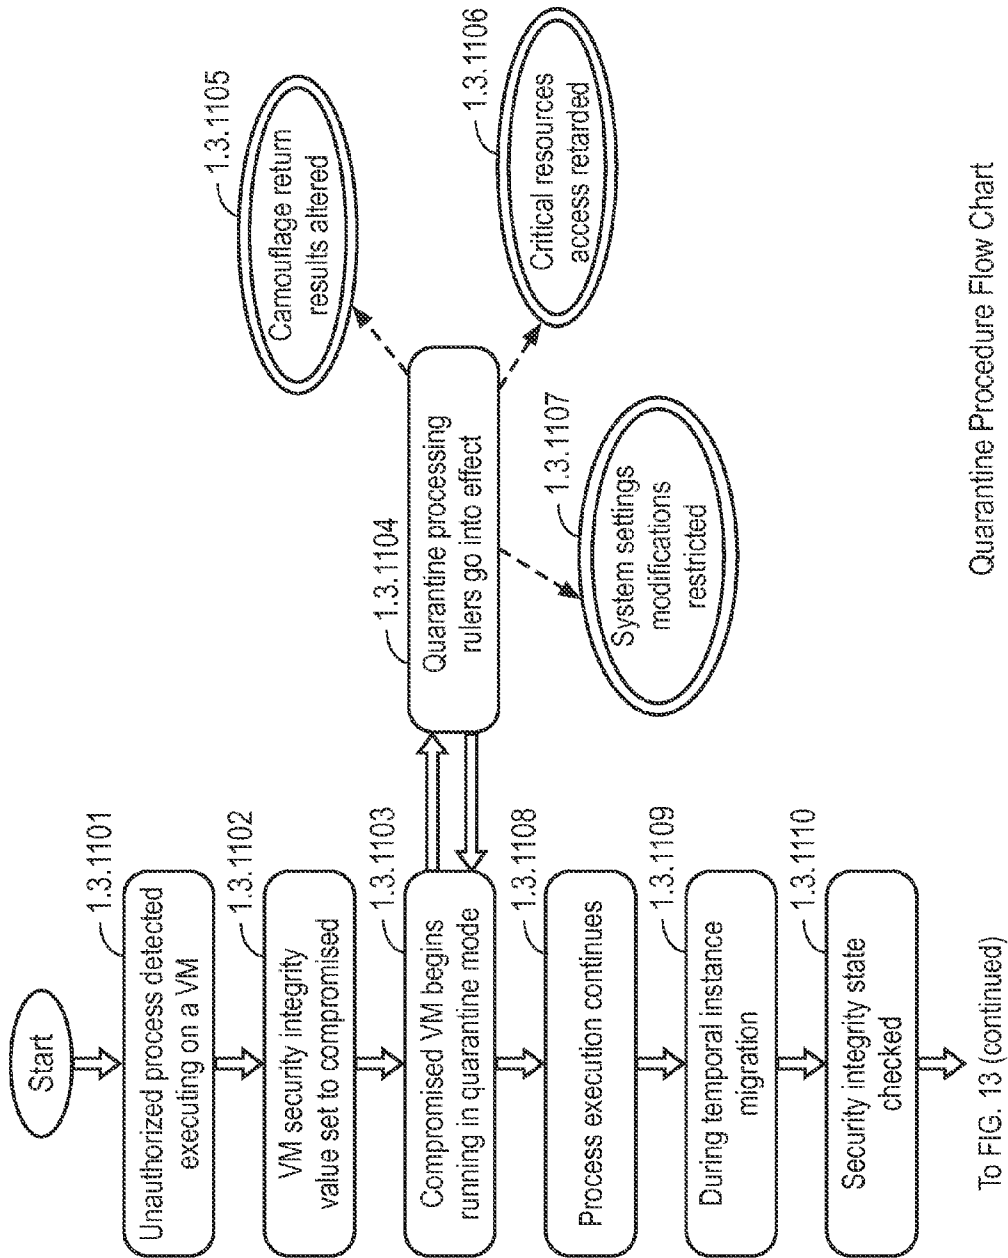 Start
1.3.1101
Unauthorized process detected
executing on a VM
1.3.1102
VM security integrity
value set to compromised
1.3.1103
Compromised VM begins
running in quarantine mode
1.3.1104
Quarantine processing
rulers go into effect
1.3.1105
Camouflage return
results altered
1.3.1106
Critical resources
access retarded
1.3.1107
System settings
modifications
restricted
1.3.1108
Process execution continues
1.3.1109
During temporal instance
migration
1.3.1110
Security integrity state
checked
To FIG. 13 (continued)
Quarantine Procedure Flow Chart